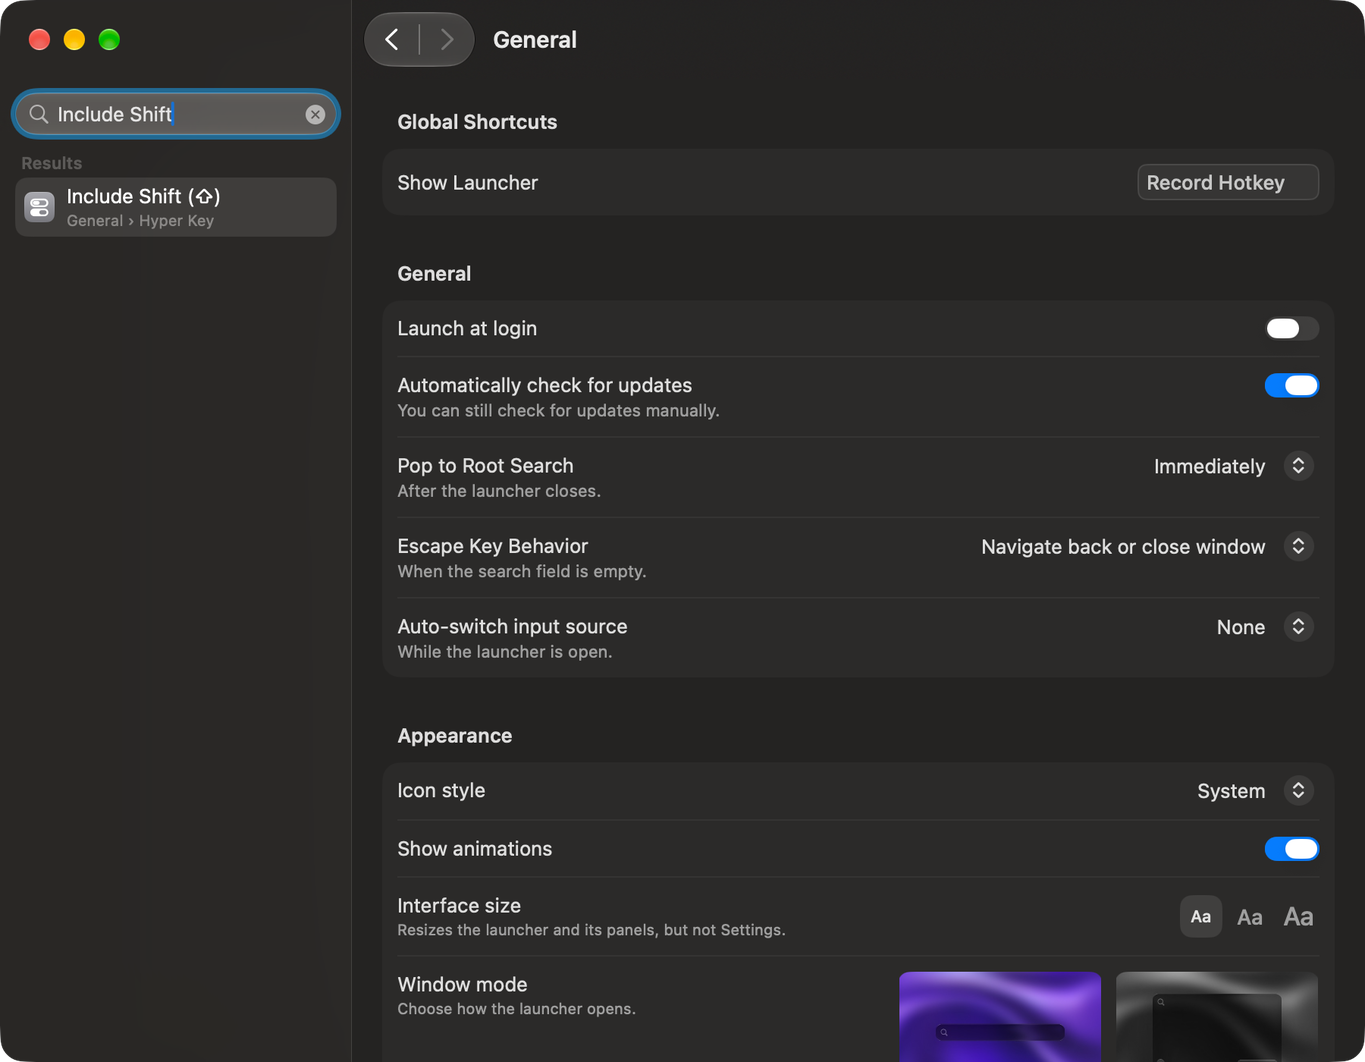 General
Include Shift
Results
Include Shift (⇧)
General › Hyper Key
Global Shortcuts
Show Launcher
Record Hotkey
General
Launch at login
Automatically check for updates
You can still check for updates manually.
Pop to Root Search
Immediately
After the launcher closes.
Escape Key Behavior
Navigate back or close window
When the search field is empty.
Auto-switch input source
None
While the launcher is open.
Appearance
Icon style
System
Show animations
Interface size
Aa Aa Aa
Resizes the launcher and its panels, but not Settings.
Window mode
Choose how the launcher opens.